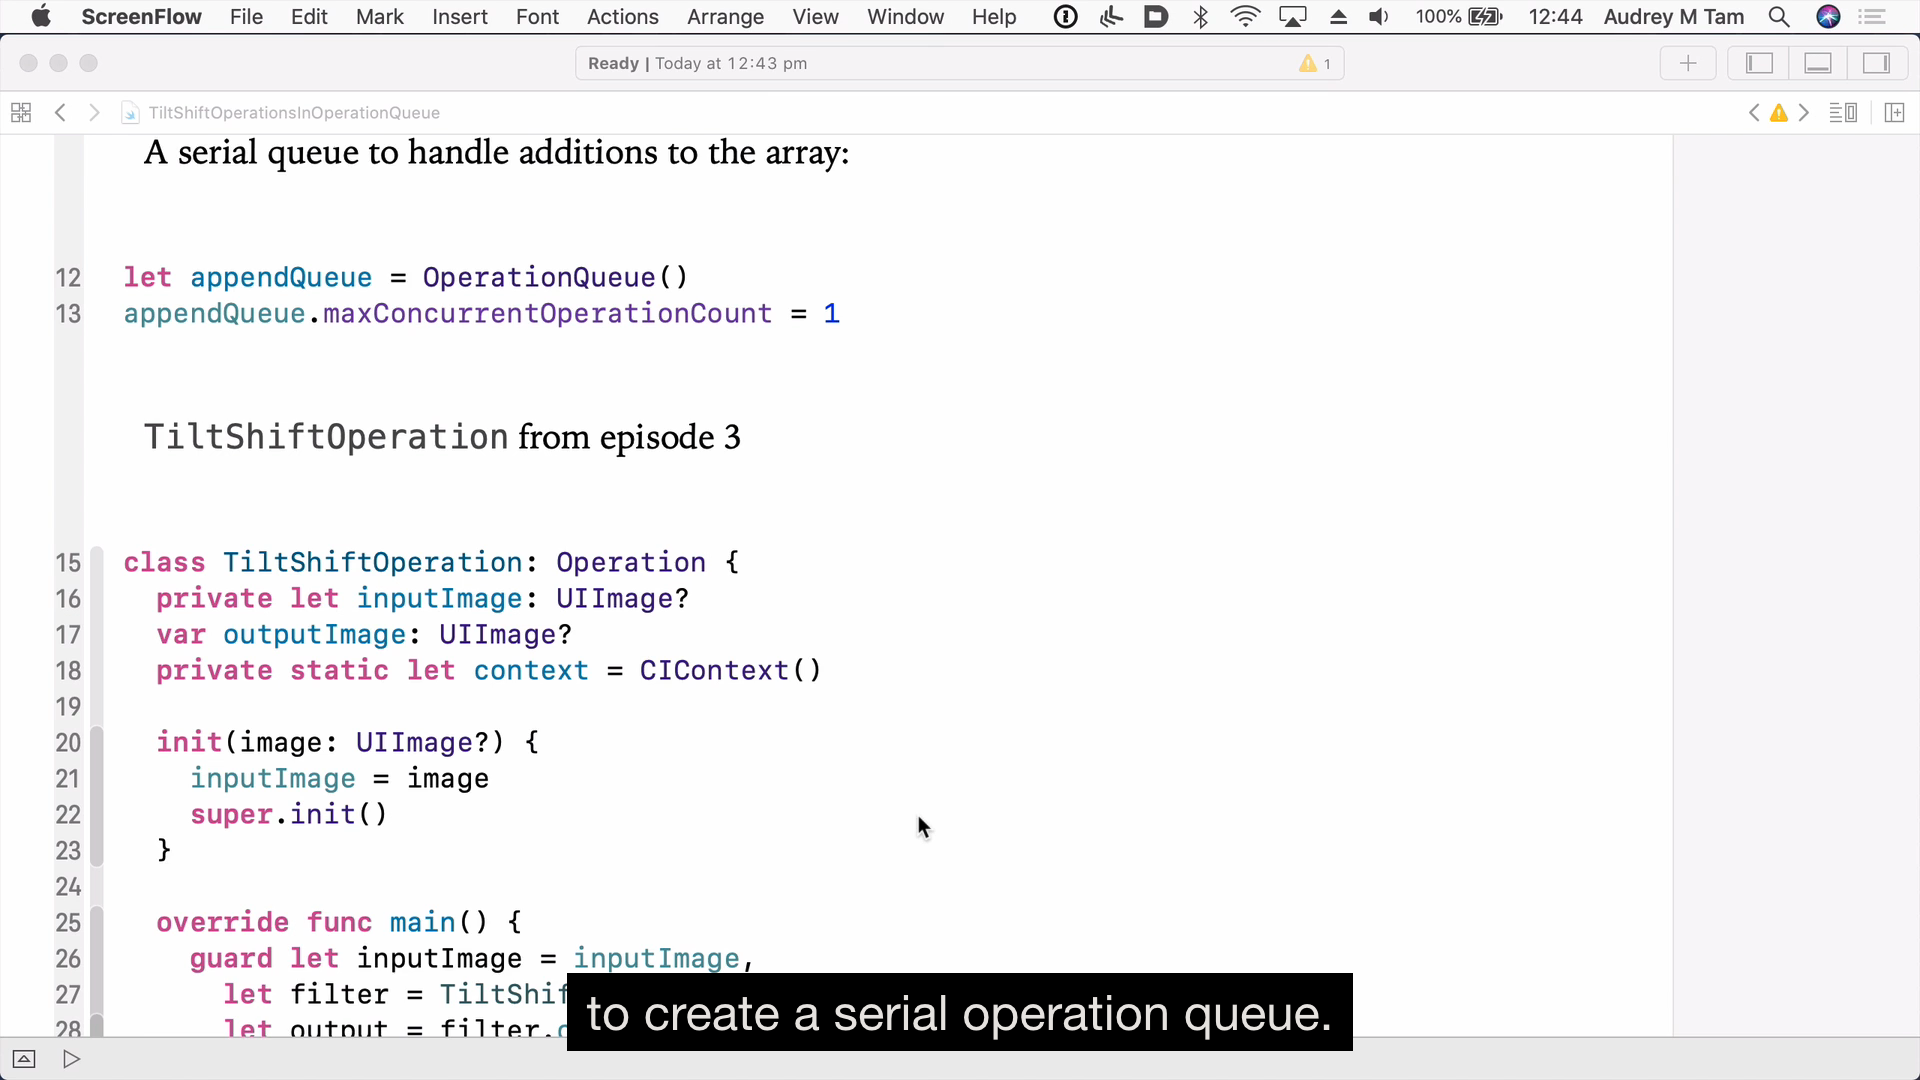 ScreenFlow File Edit Mark Insert Font Actions Arrange View Window Help 100% 12:44 Audrey M Tam
Ready | Today at 12:43 pm 1
TiltShiftOperationsInOperationQueue
A serial queue to handle additions to the array:
12 let appendQueue = OperationQueue()
13 appendQueue.maxConcurrentOperationCount = 1
TiltShiftOperation from episode 3
15 class TiltShiftOperation: Operation {
16 private let inputImage: UIImage?
17 var outputImage: UIImage?
18 private static let context = CIContext()
19
20 init(image: UIImage?) {
21 inputImage = image
22 super.init()
23 }
24
25 override func main() {
26 guard let inputImage = inputImage,
27 let filter = TiltShif
28 let output = filter.
to create a serial operation queue.